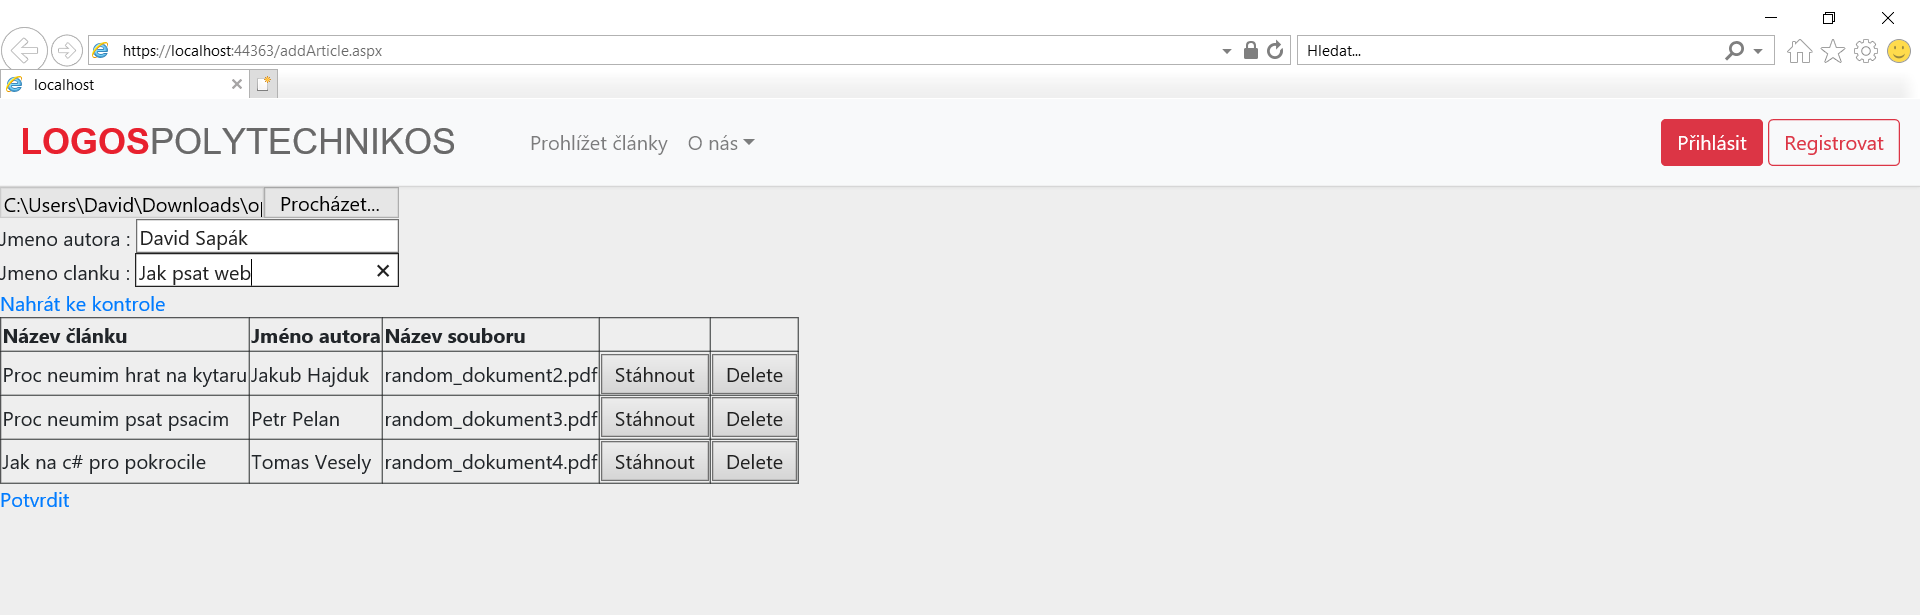 https://localhost:44363/addArticle.aspx
Hledat...
localhost
LOGOSPOLYTECHNIKOS Prohlížet články O nás Přihlásit Registrovat
C:\Users\David\Downloads\o Procházet...
Jmeno autora : David Sapák
Jmeno clanku : Jak psat web
Nahrát ke kontrole
Název článku Jméno autora Název souboru
Proc neumim hrat na kytaru Jakub Hajduk random_dokument2.pdf Stáhnout Delete
Proc neumim psat psacim Petr Pelan random_dokument3.pdf Stáhnout Delete
Jak na c# pro pokrocile Tomas Vesely random_dokument4.pdf Stáhnout Delete
Potvrdit